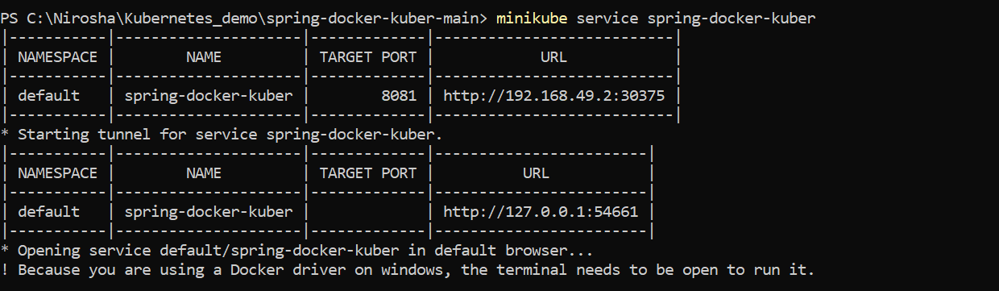 PS C:\Nirosha\Kubernetes_demo\spring-docker-kuber-main> minikube service spring-docker-kuber
|-----------|---------------------|-------------|---------------------------|
| NAMESPACE |        NAME         | TARGET PORT |            URL            |
|-----------|---------------------|-------------|---------------------------|
| default   | spring-docker-kuber |        8081 | http://192.168.49.2:30375 |
|-----------|---------------------|-------------|---------------------------|
* Starting tunnel for service spring-docker-kuber.
|-----------|---------------------|-------------|------------------------|
| NAMESPACE |        NAME         | TARGET PORT |          URL           |
|-----------|---------------------|-------------|------------------------|
| default   | spring-docker-kuber |             | http://127.0.0.1:54661 |
|-----------|---------------------|-------------|------------------------|
* Opening service default/spring-docker-kuber in default browser...
! Because you are using a Docker driver on windows, the terminal needs to be open to run it.